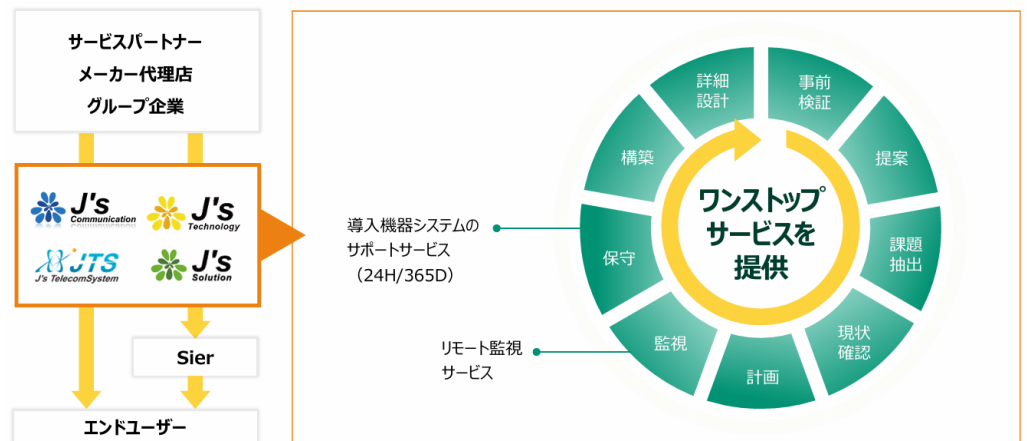 サービスパートナー
メーカー代理店
グループ企業
J's
Communication
J's
Technology
JTS
J's TelecomSystem
J's
Solution
Sier
エンドユーザー
導入機器システムの
サポートサービス
（24H/365D）
リモート監視
サービス
ワンストップ
サービスを
提供
事前
検証
提案
課題
抽出
現状
確認
計画
監視
保守
構築
詳細
設計